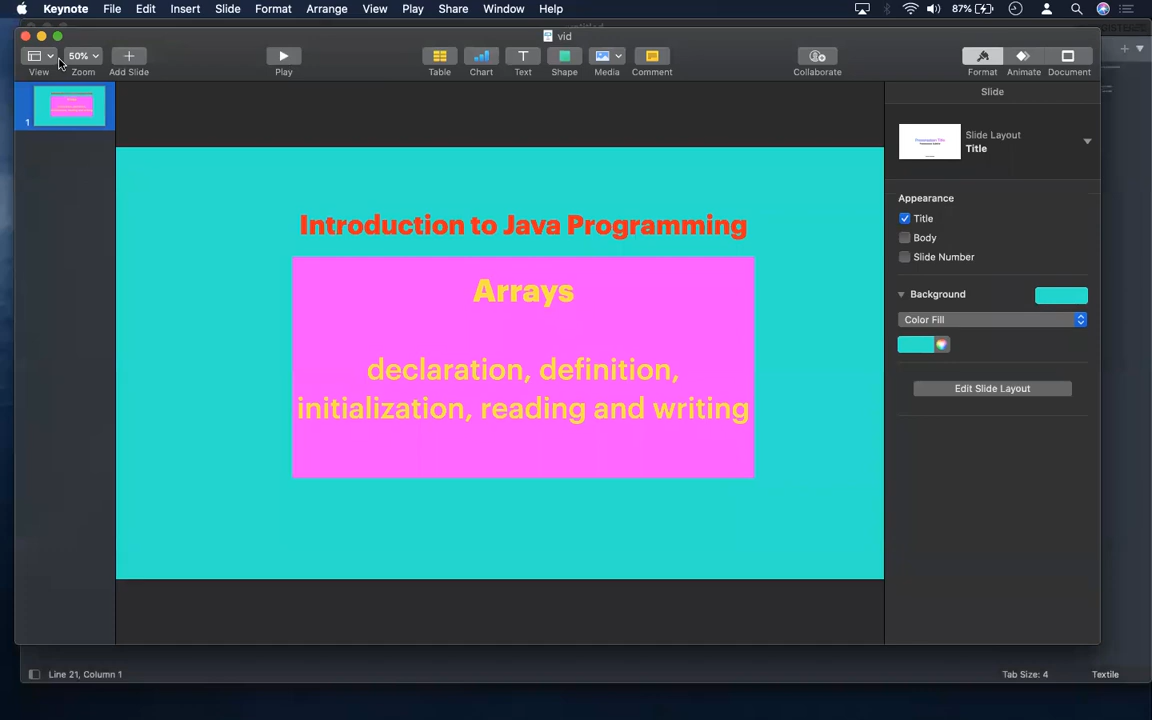 Keynote File Edit Insert Slide Format Arrange View Play Share Window Help 87%
vid
50%
View Zoom Add Slide Play Table Chart Text Shape Media Comment Collaborate Format Animate Document
Slide
1
Slide Layout
Title
Appearance
Title
Body
Slide Number
Background
Color Fill
Edit Slide Layout
Introduction to Java Programming
Arrays
declaration, definition,
initialization, reading and writing
Line 21, Column 1 Tab Size: 4 Textile